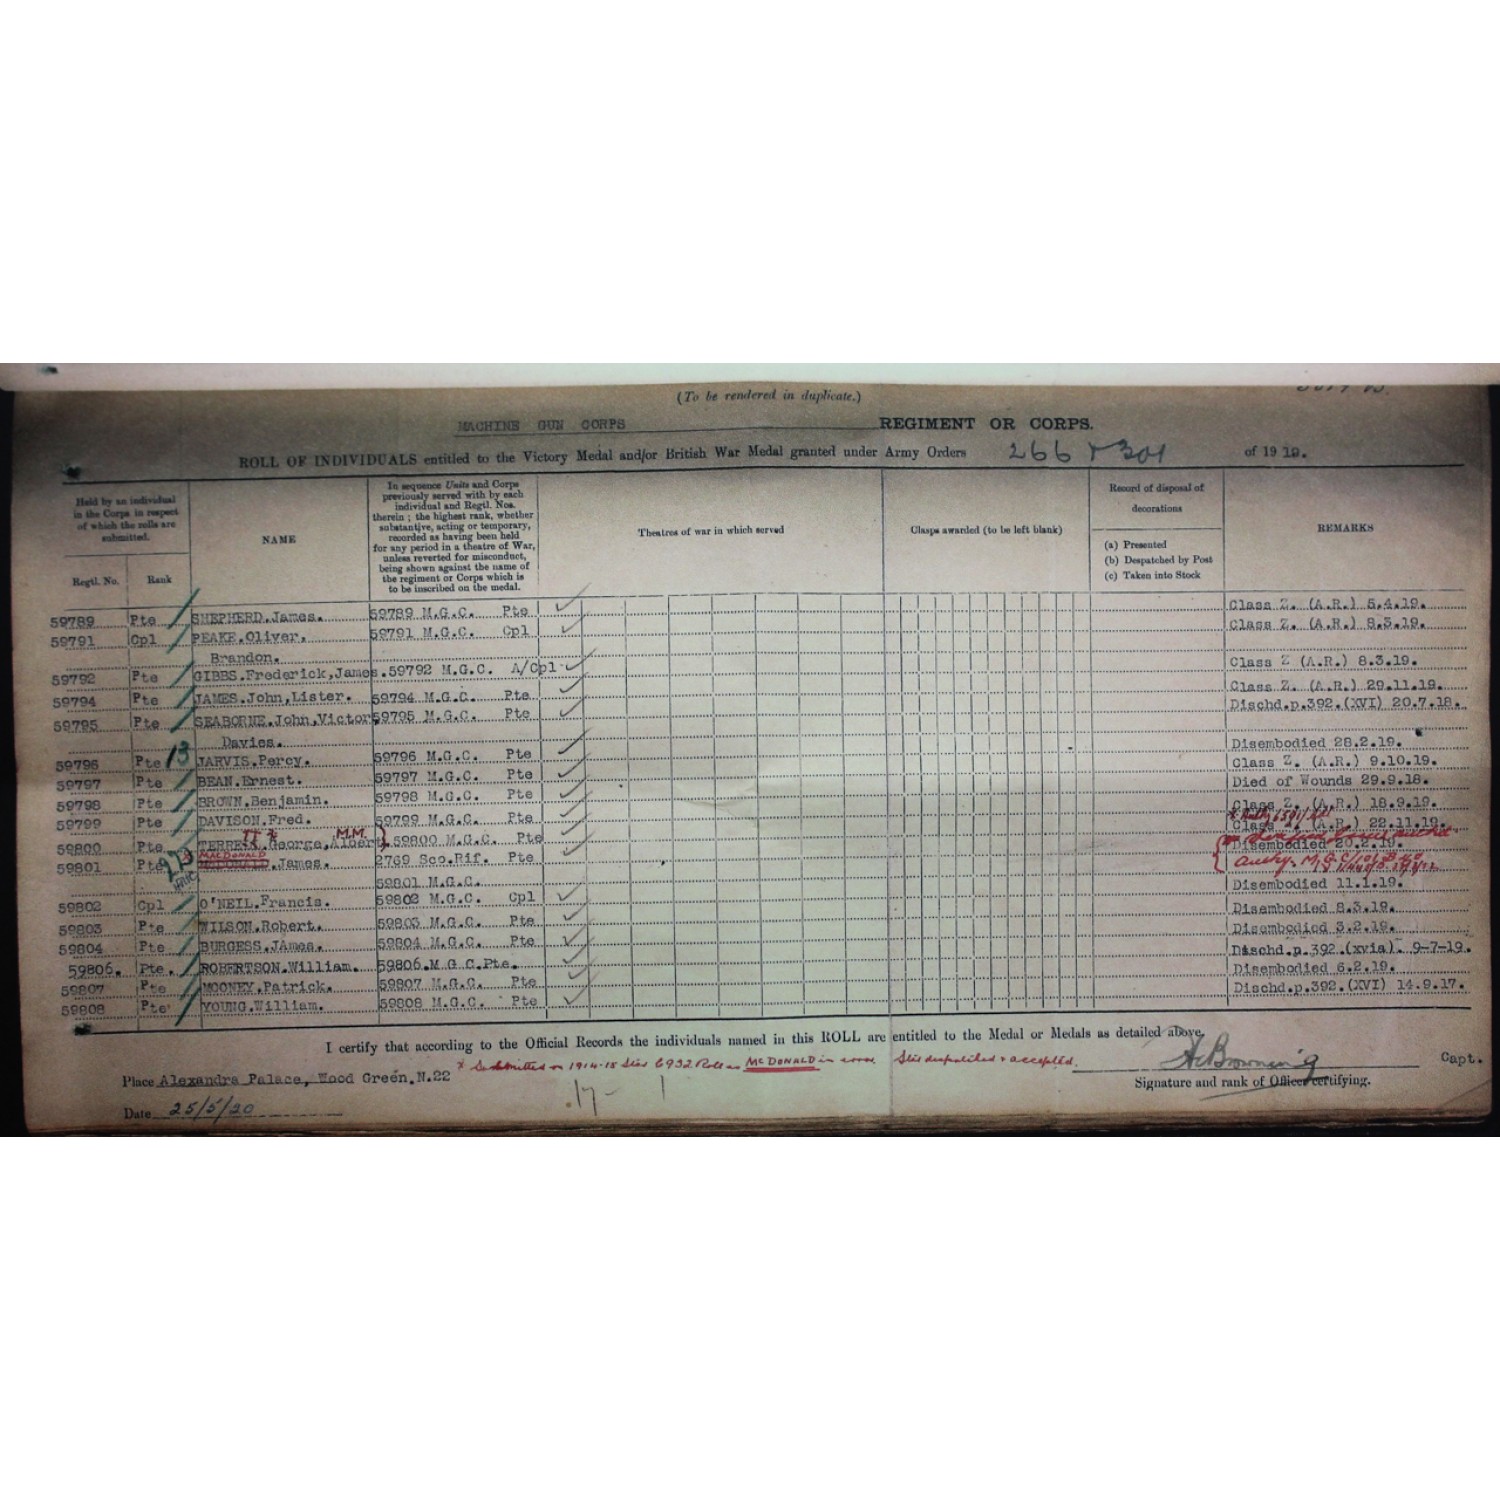 (To be rendered in duplicate.)
MACHINE GUN CORPS REGIMENT OR CORPS.
ROLL OF INDIVIDUALS entitled to the Victory Medal and/or British War Medal granted under Army Orders 266 & 301 of 1919.
Held by an individual in the Corps in respect of which the rolls are submitted.
Regtl. No.
Rank
NAME
In sequence Units and Corps
previously served with by each
individual and Regtl. Nos.
therein ; the highest rank, whether
substantive, acting or temporary,
recorded as having been held
for any period in a theatre of War,
unless reverted for misconduct,
being shown against the name of
the regiment or Corps which is
to be inscribed on the medal.
Theatres of war in which served
Clasps awarded (to be left blank)
Record of disposal of
decorations
(a) Presented
(b) Despatched by Post
(c) Taken into Stock
REMARKS
59789 Pte SHEPHERD.James. 59789 M.G.C. Pte Class Z. (A.R.) 5.4.19.
59791 Cpl PEAKE.Oliver. 59791 M.G.C. Cpl Class Z. (A.R.) 8.3.19.
Brandon.
59792 Pte GIBBS.Frederick,James. 59792 M.G.C. A/Cpl Class Z (A.R.) 8.3.19.
59794 Pte JAMES.John,Lister. 59794 M.G.C. Pte Class Z. (A.R.) 29.11.19.
59795 Pte SEABORNE.John,Victor, 59795 M.G.C. Pte Dischd.p.392.(XVI) 20.7.18.
Davies.
59796 Pte 13 JARVIS.Percy. 59796 M.G.C. Pte Disembodied 28.2.19.
59797 Pte BEAN.Ernest. 59797 M.G.C. Pte Class Z. (A.R.) 9.10.19.
59798 Pte BROWN.Benjamin. 59798 M.G.C. Pte Died of Wounds 29.9.18.
59799 Pte DAVISON.Fred. 59799 M.G.C. Pte Class Z. (A.R.) 18.9.19.
M.M.
59800 Pte George,Albert 59800 M.G.C. Pte Class Z (A.R.) 22.11.19.
MACDONALD
59801 Pte James. 2769 Sco.Rif. Pte Disembodied 20.2.19.
59801 M.G.C.
59802 Cpl O'NEIL.Francis. 59802 M.G.C. Cpl Disembodied 11.1.19.
59803 Pte WILSON.Robert. 59803 M.G.C. Pte Disembodied 8.3.19.
59804 Pte BURGESS.JAmes. 59804 M.G.C. Pte Disembodied 3.2.19.
59806. Pte. ROBERTSON.William. 59806.M.G.C.Pte. Dischd.p.392.(xvia). 9-7-19.
59807 Pte MOONEY.Patrick. 59807 M.G.C. Pte Disembodied 6.2.19.
59808 Pte YOUNG.William. 59808 M.G.C. Pte Dischd.p.392.(XVI) 14.9.17.
I certify that according to the Official Records the individuals named in this ROLL are entitled to the Medal or Medals as detailed above.
x Submitted on 1914-15 Star 6932 Roll as McDONALD in error. Star despatched & accepted.
Place Alexandra Palace, Wood Green, N.22
Browning Capt.
Signature and rank of Officer certifying.
Date 25/5/20
17-